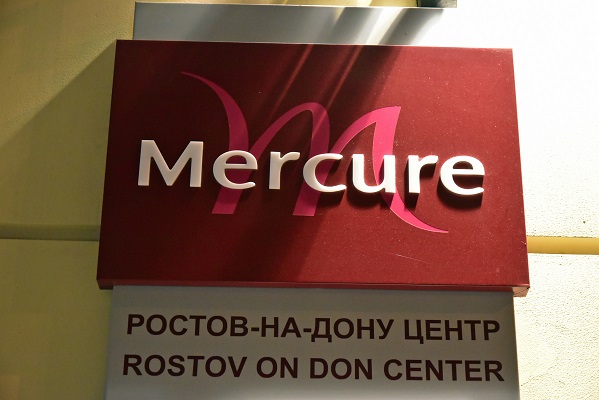 Mercure
РОСТОВ-НА-ДОНУ ЦЕНТР
ROSTOV ON DON CENTER